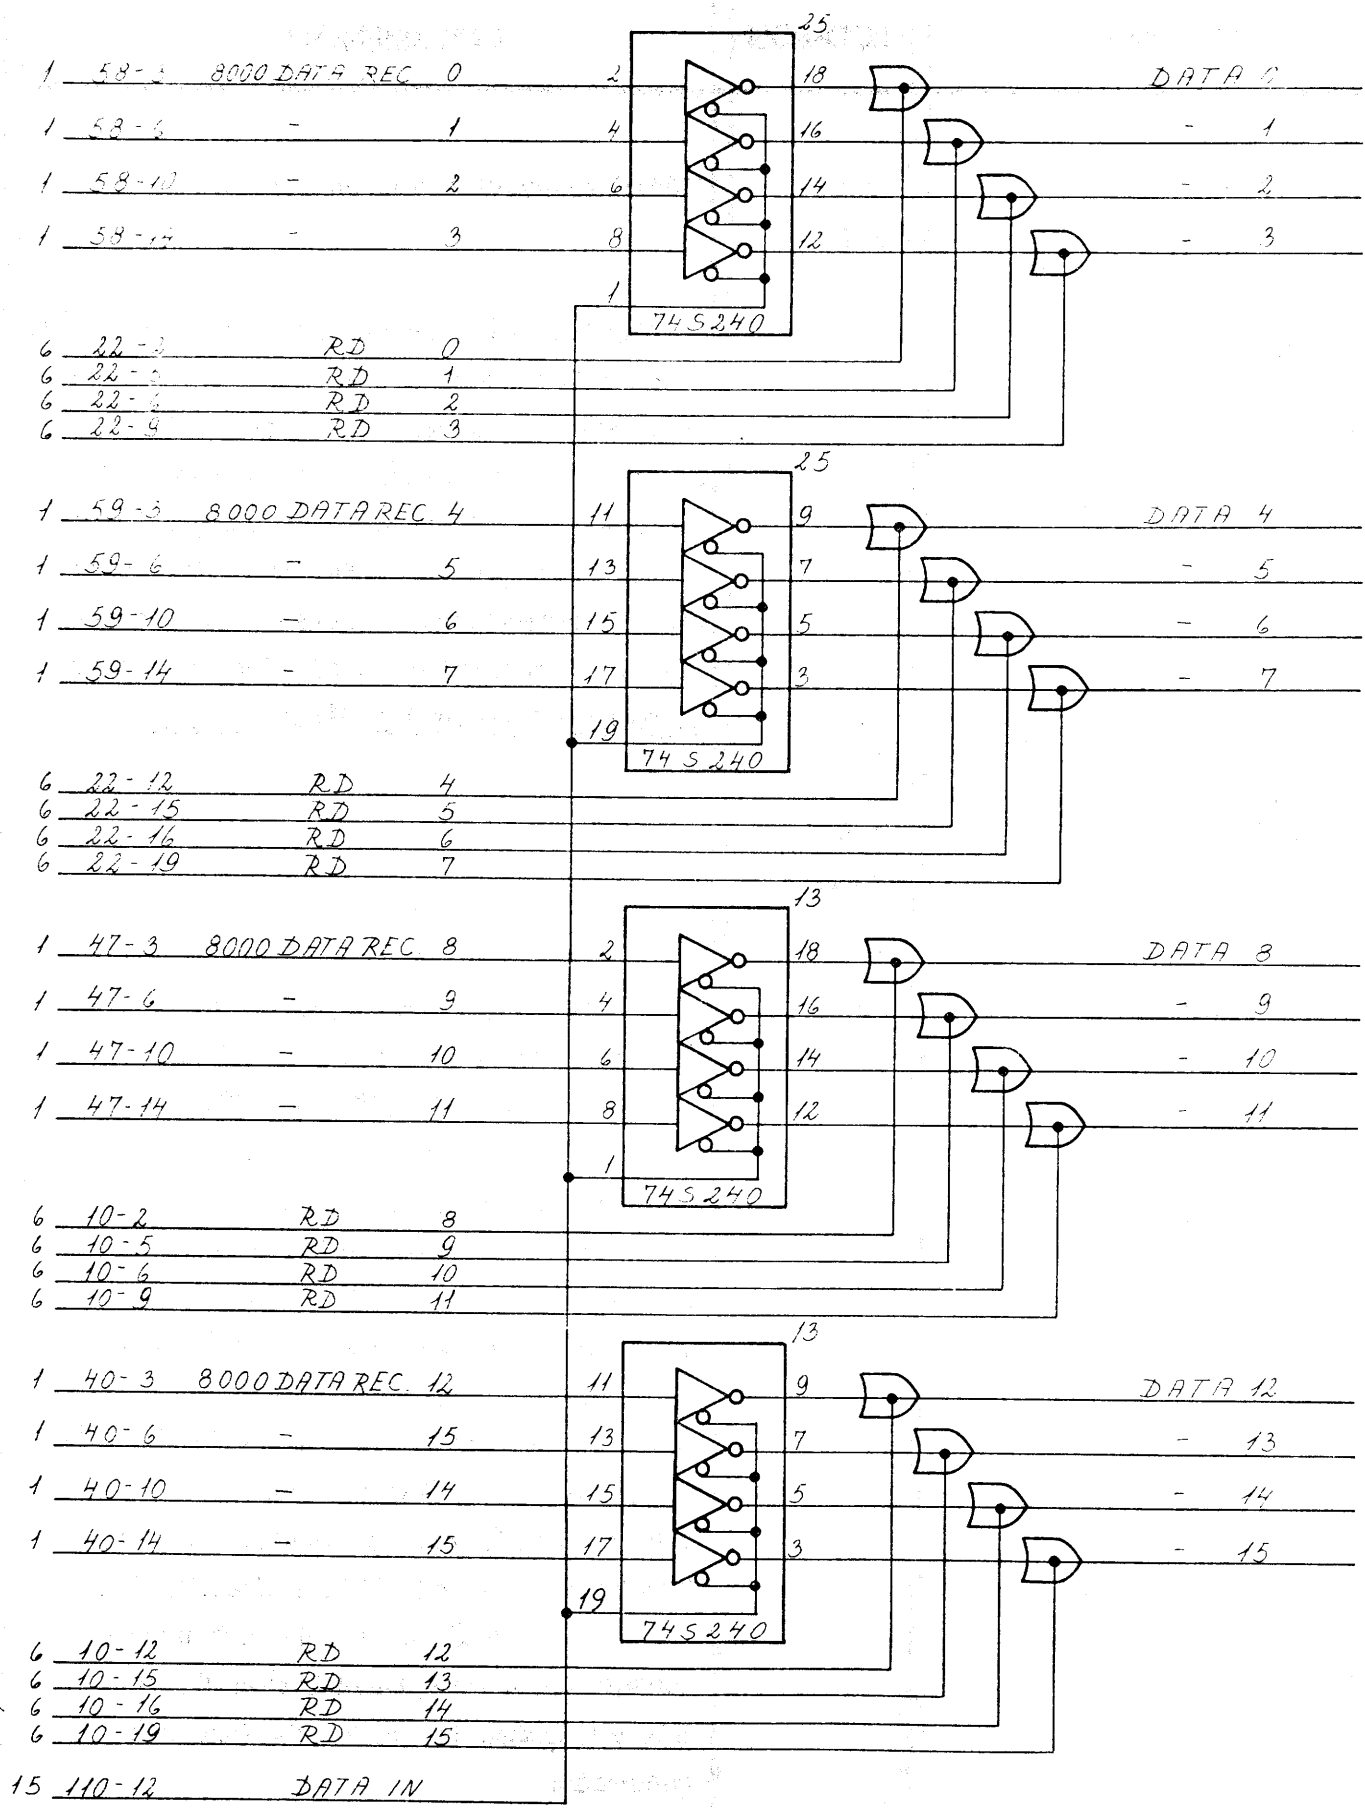 25
1 58-3 8000 DATA REC 0 2 18 DATA 0
1 58-6 - 1 4 16 - 1
1 58-10 - 2 6 14 - 2
1 58-14 - 3 8 12 - 3
1
74S240
6 22- RD 0
6 22- RD 1
6 22- RD 2
6 22-9 RD 3
25
1 59-3 8000 DATA REC 4 11 9 DATA 4
1 59-6 - 5 13 7 - 5
1 59-10 - 6 15 5 - 6
1 59-14 - 7 17 3 - 7
19
74S240
6 22-12 RD 4
6 22-15 RD 5
6 22-16 RD 6
6 22-19 RD 7
13
1 47-3 8000 DATA REC 8 2 18 DATA 8
1 47-6 - 9 4 16 - 9
1 47-10 - 10 6 14 - 10
1 47-14 - 11 8 12 - 11
1
74S240
6 10-2 RD 8
6 10-5 RD 9
6 10-6 RD 10
6 10-9 RD 11
13
1 40-3 8000 DATA REC. 12 11 9 DATA 12
1 40-6 - 15 13 7 - 13
1 40-10 - 14 15 5 - 14
1 40-14 - 15 17 3 - 15
19
74S240
6 10-12 RD 12
6 10-15 RD 13
6 10-16 RD 14
6 10-19 RD 15
15 110-12 DATA IN